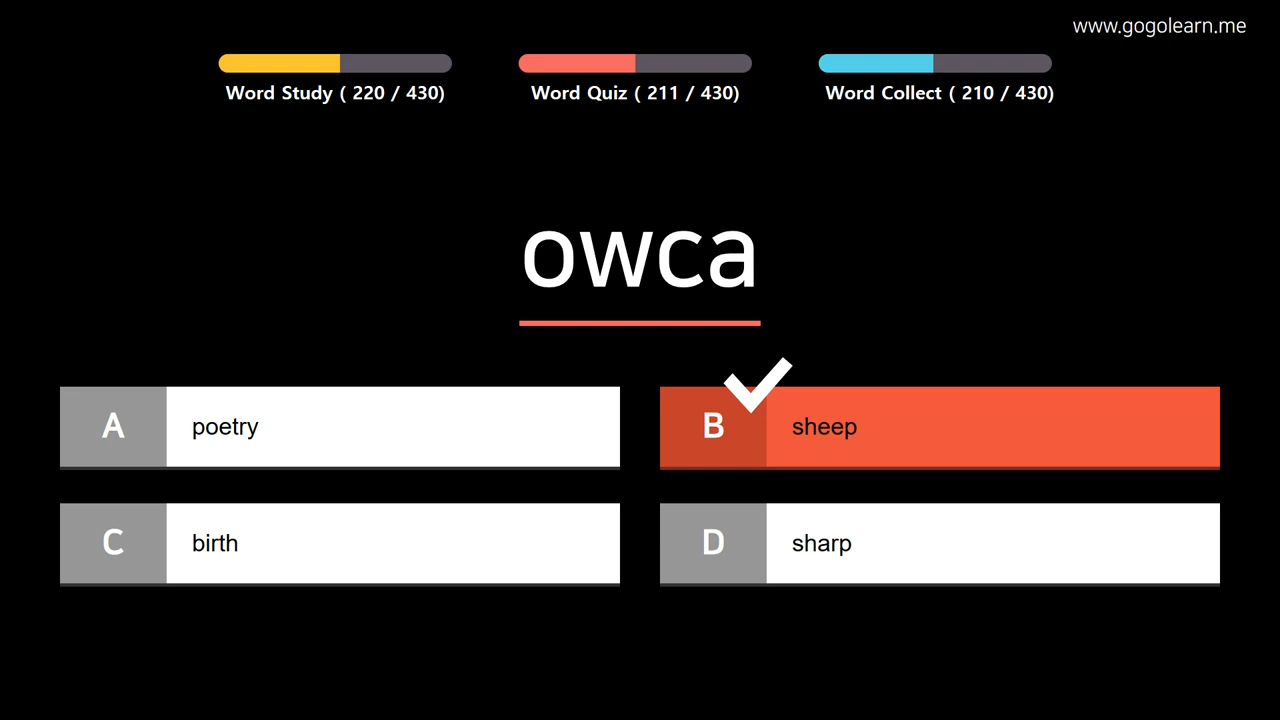 www.gogolearn.me
Word Study ( 220 / 430)
Word Quiz ( 211 / 430)
Word Collect ( 210 / 430)
owca
A
poetry
B
sheep
C
birth
D
sharp